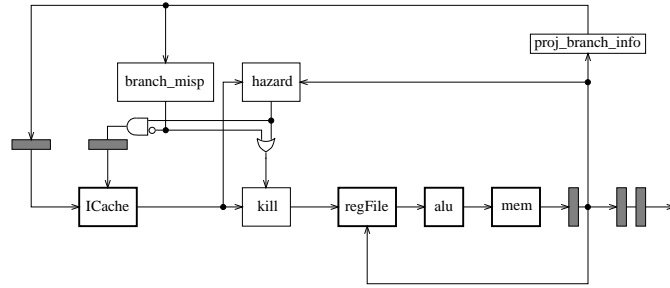 proj_branch_info
branch_misp
hazard
ICache
kill
regFile
alu
mem